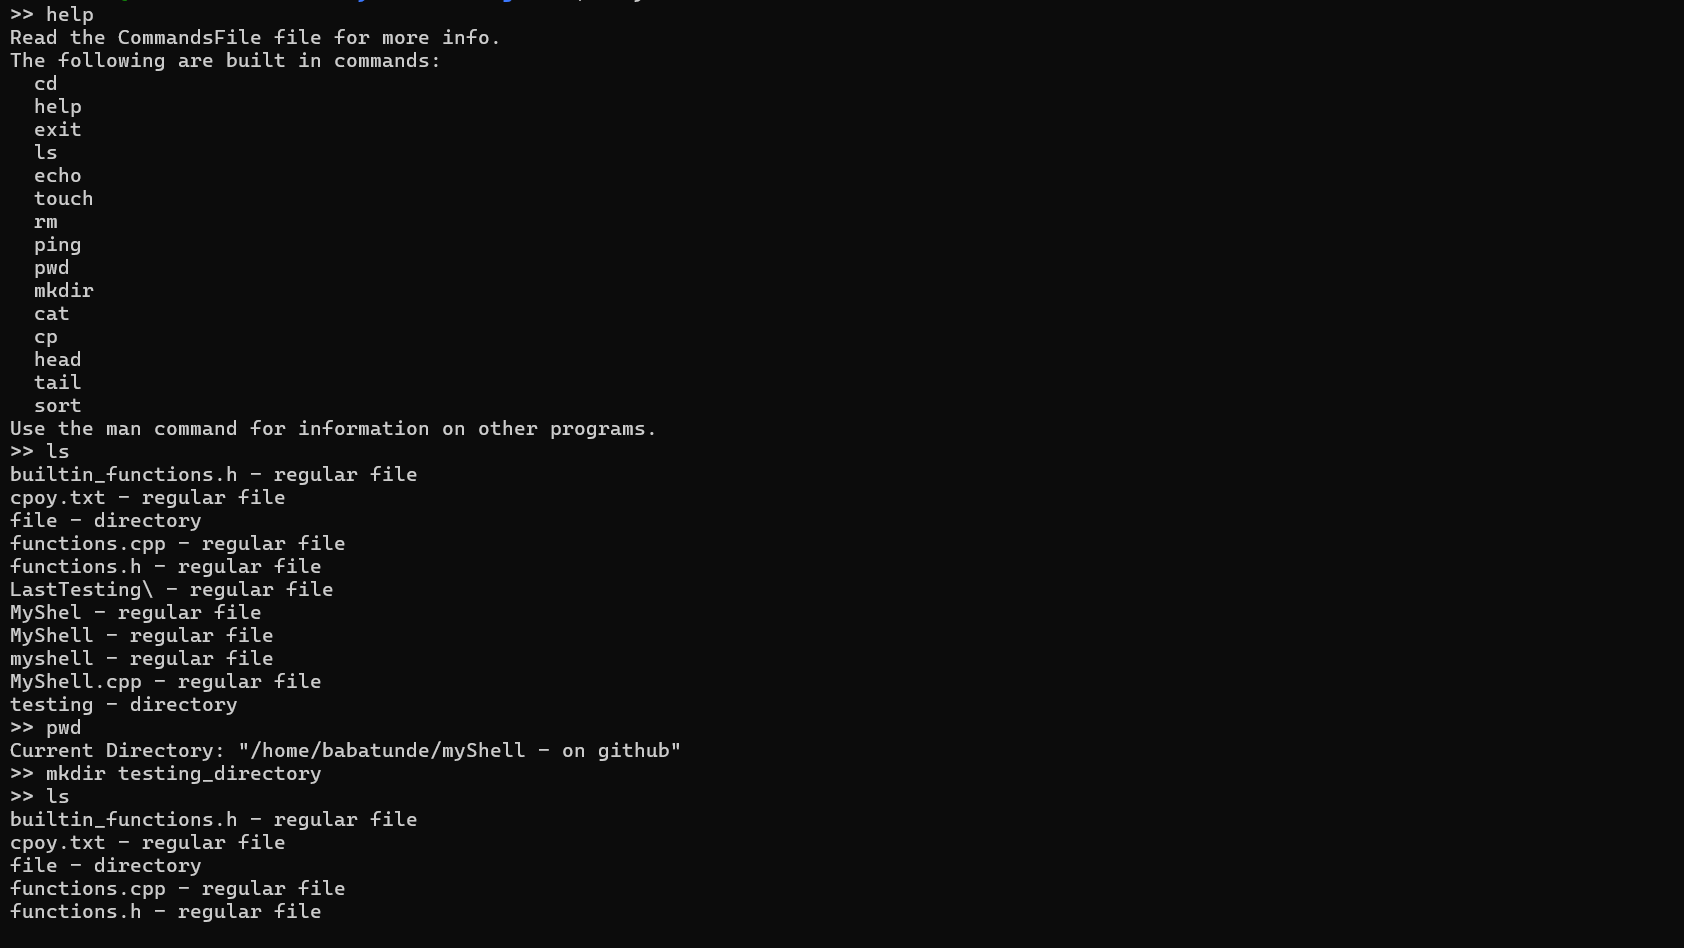 >> help
Read the CommandsFile file for more info.
The following are built in commands:
  cd
  help
  exit
  ls
  echo
  touch
  rm
  ping
  pwd
  mkdir
  cat
  cp
  head
  tail
  sort
Use the man command for information on other programs.
>> ls
builtin_functions.h - regular file
cpoy.txt - regular file
file - directory
functions.cpp - regular file
functions.h - regular file
LastTesting\ - regular file
MyShel - regular file
MyShell - regular file
myshell - regular file
MyShell.cpp - regular file
testing - directory
>> pwd
Current Directory: "/home/babatunde/myShell - on github"
>> mkdir testing_directory
>> ls
builtin_functions.h - regular file
cpoy.txt - regular file
file - directory
functions.cpp - regular file
functions.h - regular file